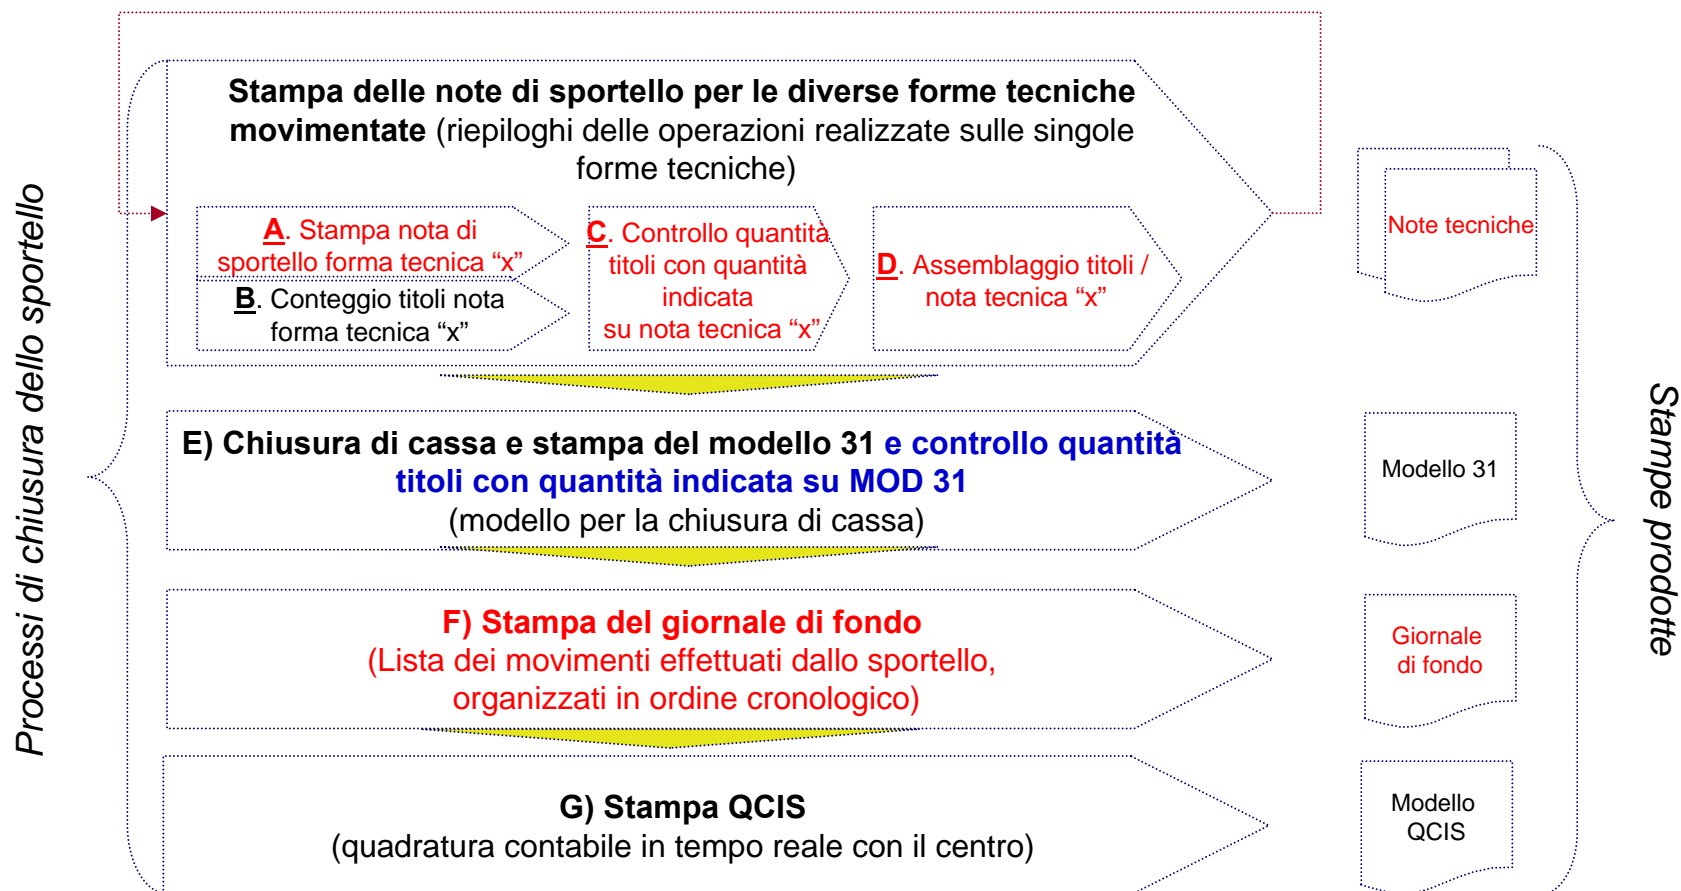 Processi di chiusura dello sportello
Stampa delle note di sportello per le diverse forme tecniche
movimentate (riepiloghi delle operazioni realizzate sulle singole
forme tecniche)
A. Stampa nota di
sportello forma tecnica “x”
B. Conteggio titoli nota
forma tecnica “x”
C. Controllo quantità
titoli con quantità
indicata
su nota tecnica “x”
D. Assemblaggio titoli /
nota tecnica “x”
Note tecniche
E) Chiusura di cassa e stampa del modello 31 e controllo quantità
titoli con quantità indicata su MOD 31
(modello per la chiusura di cassa)
Modello 31
F) Stampa del giornale di fondo
(Lista dei movimenti effettuati dallo sportello,
organizzati in ordine cronologico)
Giornale
di fondo
G) Stampa QCIS
(quadratura contabile in tempo reale con il centro)
Modello
QCIS
Stampe prodotte